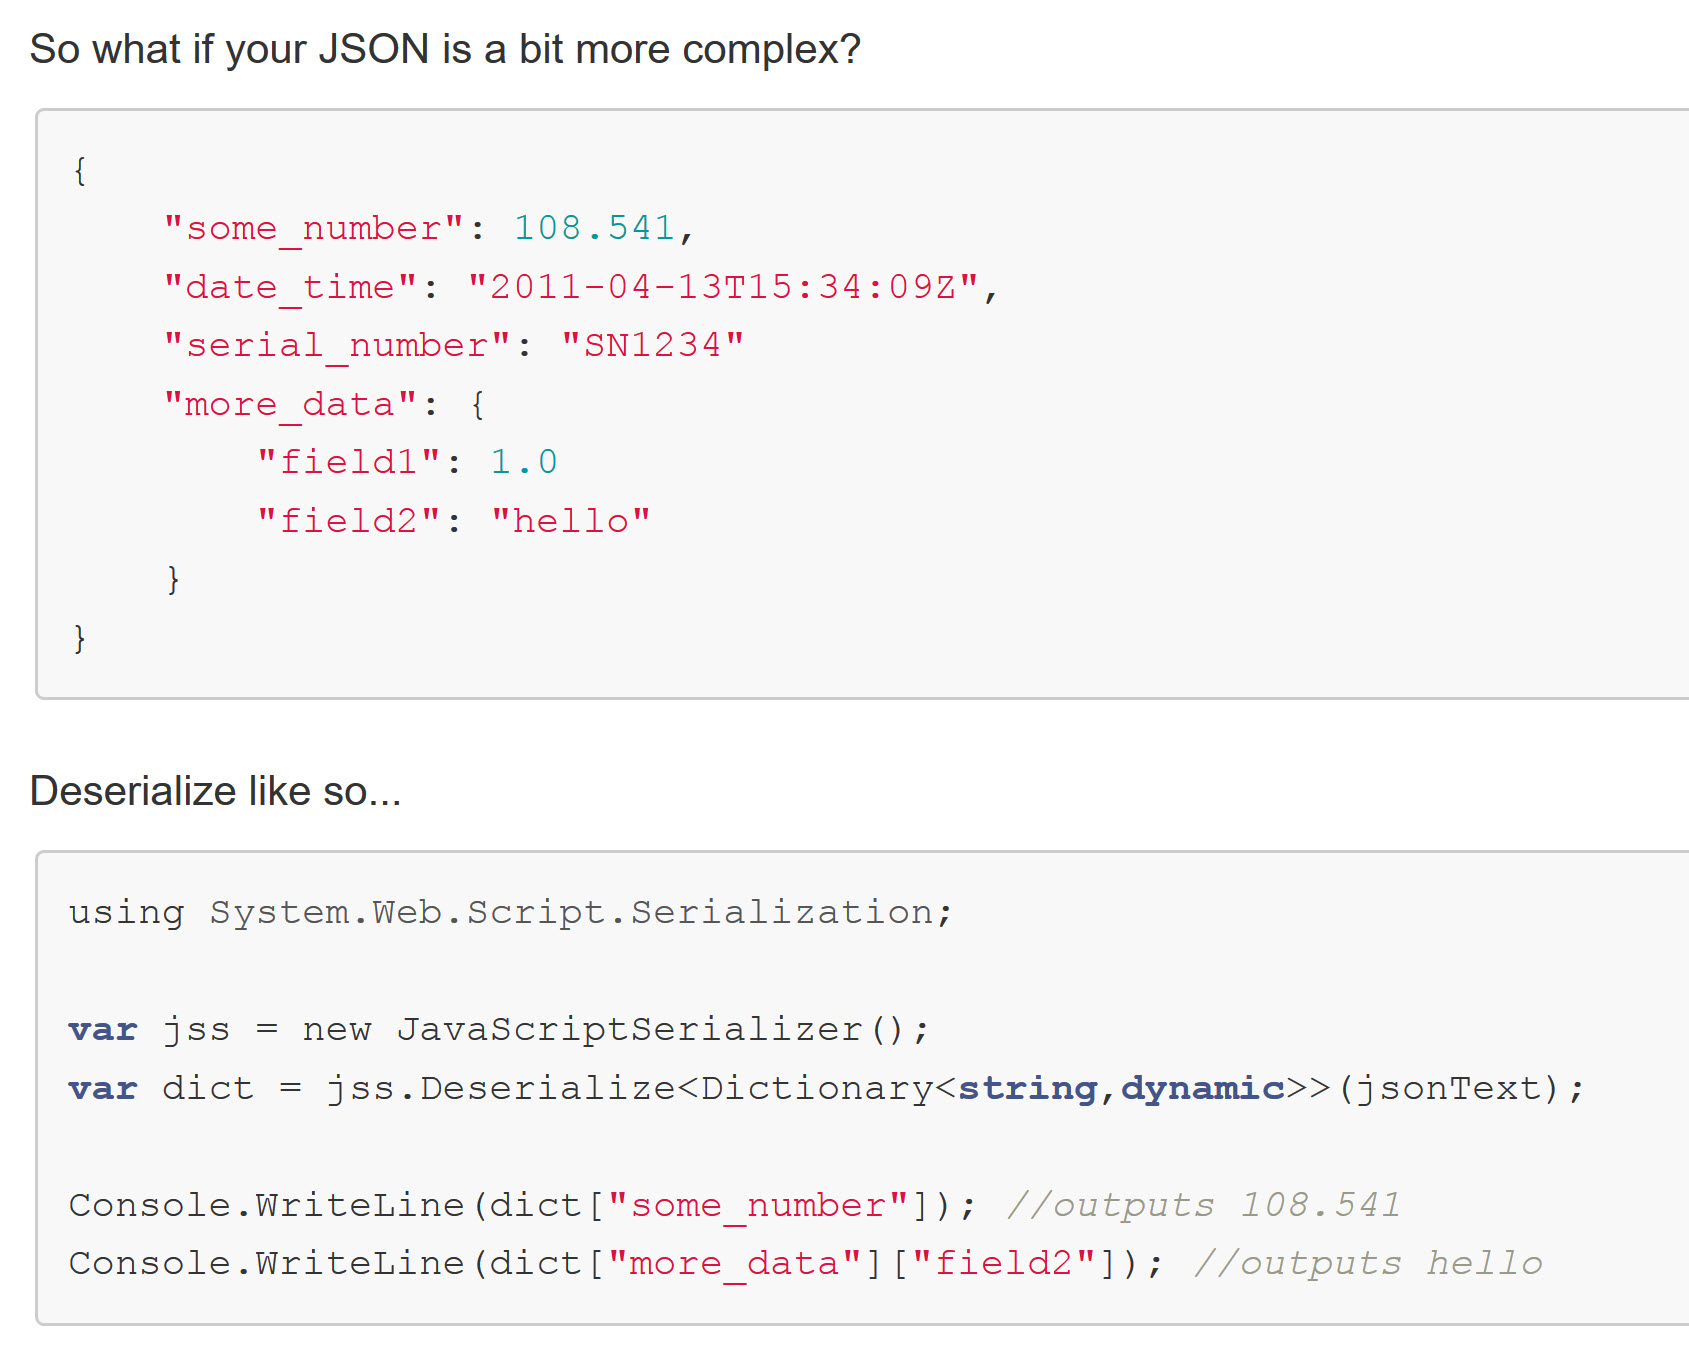 So what if your JSON is a bit more complex?
{
"some_number": 108.541,
"date_time": "2011-04-13T15:34:09Z",
"serial_number": "SN1234"
"more_data": {
"field1": 1.0
"field2": "hello"
}
}
Deserialize like so...
using System.Web.Script.Serialization;
var jss = new JavaScriptSerializer();
var dict = jss.Deserialize<Dictionary<string,dynamic>>(jsonText);
Console.WriteLine(dict["some_number"]); //outputs 108.541
Console.WriteLine(dict["more_data"]["field2"]); //outputs hello